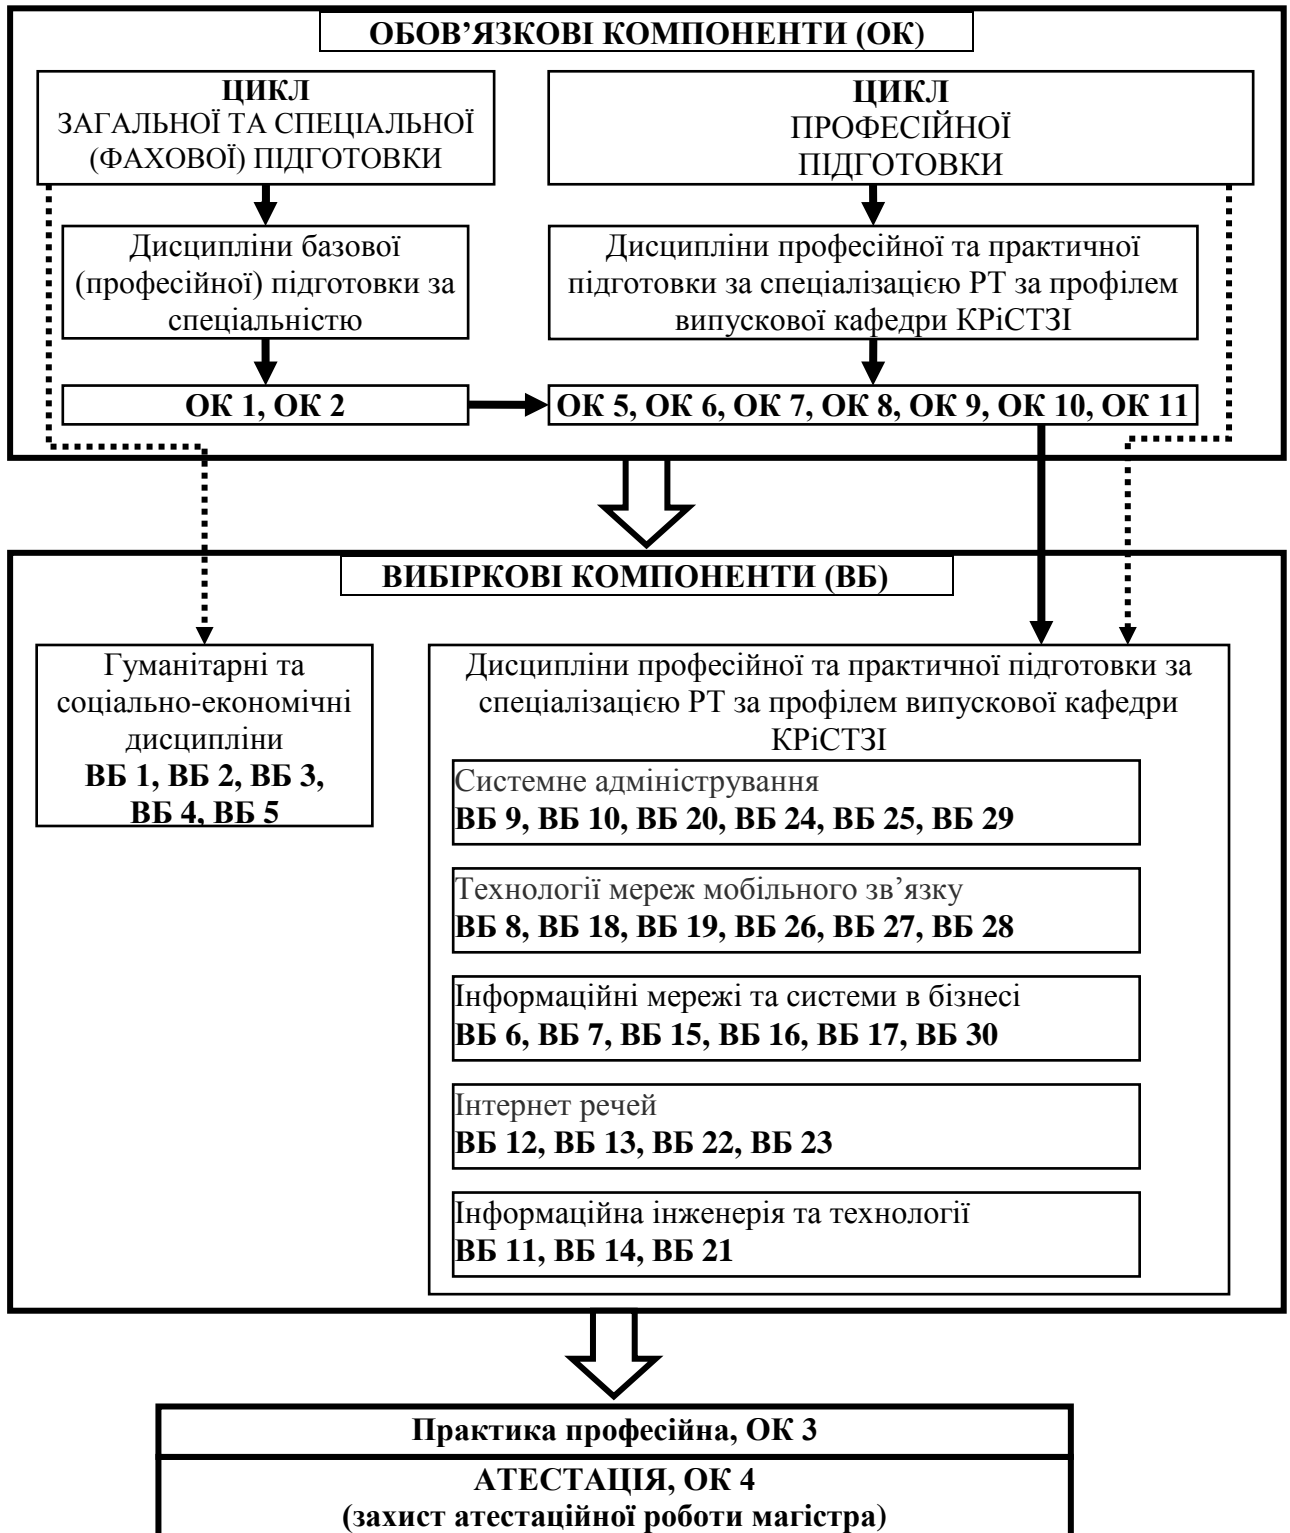 ОБОВ’ЯЗКОВІ КОМПОНЕНТИ (ОК)
ЦИКЛ
ЗАГАЛЬНОЇ ТА СПЕЦІАЛЬНОЇ
(ФАХОВОЇ) ПІДГОТОВКИ
ЦИКЛ
ПРОФЕСІЙНОЇ
ПІДГОТОВКИ
Дисципліни базової
(професійної) підготовки за
спеціальністю
Дисципліни професійної та практичної
підготовки за спеціалізацією РТ за профілем
випускової кафедри КРіСТЗІ
ОК 1, ОК 2
ОК 5, ОК 6, ОК 7, ОК 8, ОК 9, ОК 10, ОК 11
ВИБІРКОВІ КОМПОНЕНТИ (ВБ)
Гуманітарні та
соціально-економічні
дисципліни
ВБ 1, ВБ 2, ВБ 3,
ВБ 4, ВБ 5
Дисципліни професійної та практичної підготовки за
спеціалізацією РТ за профілем випускової кафедри
КРіСТЗІ
Системне адміністрування
ВБ 9, ВБ 10, ВБ 20, ВБ 24, ВБ 25, ВБ 29
Технології мереж мобільного зв’язку
ВБ 8, ВБ 18, ВБ 19, ВБ 26, ВБ 27, ВБ 28
Інформаційні мережі та системи в бізнесі
ВБ 6, ВБ 7, ВБ 15, ВБ 16, ВБ 17, ВБ 30
Інтернет речей
ВБ 12, ВБ 13, ВБ 22, ВБ 23
Інформаційна інженерія та технології
ВБ 11, ВБ 14, ВБ 21
Практика професійна, ОК 3
АТЕСТАЦІЯ, ОК 4
(захист атестаційної роботи магістра)